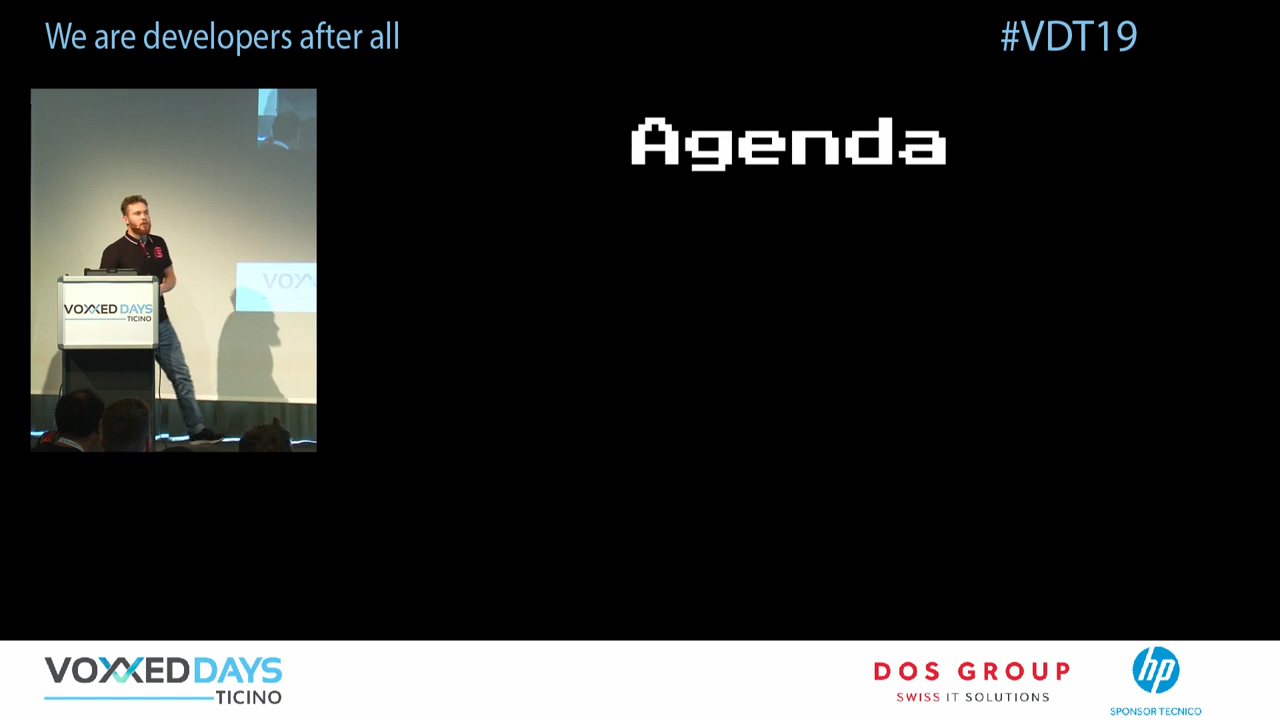 We are developers after all
#VDT19
Agenda
VOXXED DAYS
TICINO
VOXXED DAYS
TICINO
DOS GROUP
SWISS IT SOLUTIONS
hp
SPONSOR TECNICO